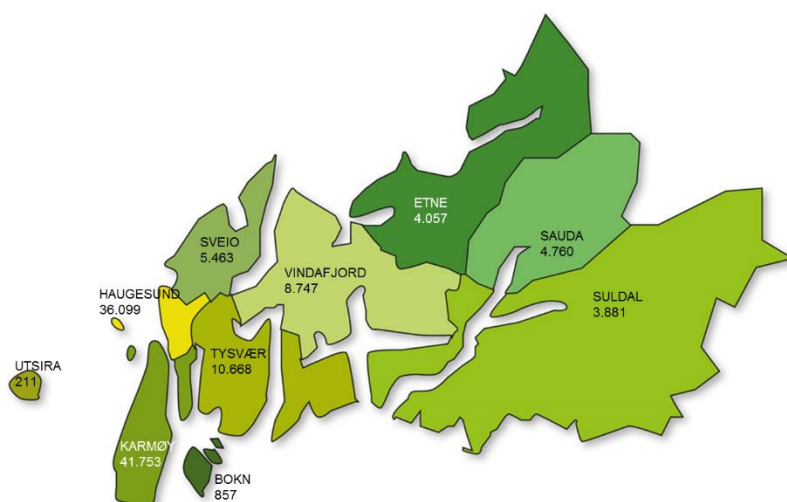 ETNE
4.057
SVEIO
5.463
SAUDA
4.760
VINDAFJORD
8.747
HAUGESUND
36.099
SULDAL
3.881
TYSVÆR
10.668
UTSIRA
211
KARMØY
41.753
BOKN
857